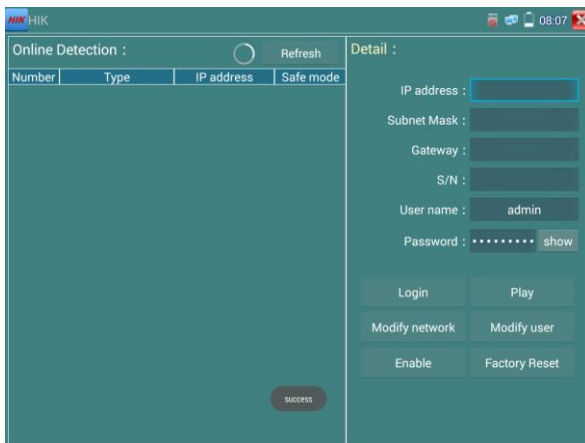 HIK HIK 08:07
Online Detection : Refresh
Number Type IP address Safe mode
success
Detail :
IP address :
Subnet Mask :
Gateway :
S/N :
User name : admin
Password : ••••••••• show
Login Play
Modify network Modify user
Enable Factory Reset